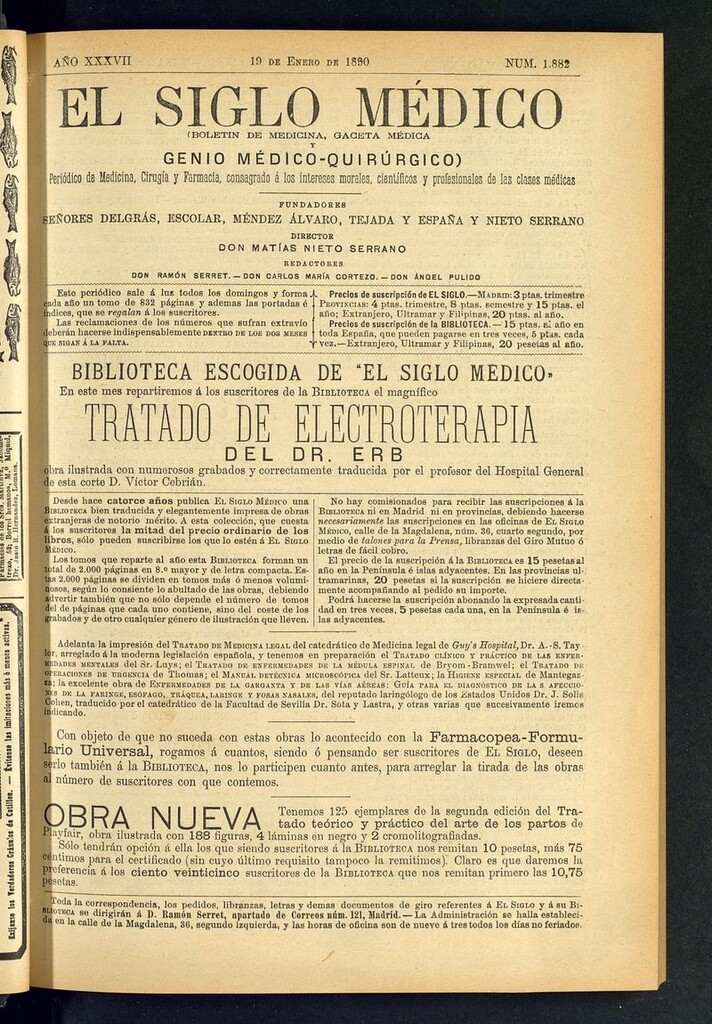 AÑO XXXVII 19 DE ENERO DE 1890 NUM. 1.882
EL SIGLO MÉDICO
(BOLETIN DE MEDICINA, GACETA MÉDICA
Y
GENIO MÉDICO-QUIRÚRGICO)
Periódico de Medicina, Cirugía y Farmacia, consagrado á los intereses morales, científicos y profesionales de las clases médicas
FUNDADORES
SEÑORES DELGRÁS, ESCOLAR, MÉNDEZ ÁLVARO, TEJADA Y ESPAÑA Y NIETO SERRANO
DIRECTOR
DON MATÍAS NIETO SERRANO
REDACTORES
DON RAMÓN SERRET.—DON CARLOS MARÍA CORTEZO.—DON ÁNGEL PULIDO
Este periódico sale á luz todos los domingos y forma
cada año un tomo de 832 páginas y ademas las portadas é
índices, que se regalan á los suscritores.
Las reclamaciones de los números que sufran extravío
deberán hacerse indispensablemente DENTRO DE LOS DOS MESES
QUE SIGAN Á LA FALTA.
Precios de suscripción de EL SIGLO.—MADRID: 3 ptas. trimestre
PROVINCIAS: 4 ptas. trimestre, 8 ptas. semestre y 15 ptas. el
año; Extranjero, Ultramar y Filipinas, 20 ptas. al año.
Precios de suscripción de la BIBLIOTECA.—15 ptas. al año en
toda España, que pueden pagarse en tres veces, 5 ptas. cada
vez.—Extranjero, Ultramar y Filipinas, 20 pesetas al año.
BIBLIOTECA ESCOGIDA DE "EL SIGLO MEDICO"
En este mes repartiremos á los suscritores de la BIBLIOTECA el magnífico
TRATADO DE ELECTROTERAPIA
DEL DR. ERB
obra ilustrada con numerosos grabados y correctamente traducida por el profesor del Hospital General
de esta corte D. Víctor Cebrián.
Desde hace catorce años publica EL SIGLO MÉDICO una
BIBLIOTECA bien traducida y elegantemente impresa de obras
extranjeras de notorio mérito. A esta colección, que cuesta
á los suscritores la mitad del precio ordinario de los
libros, sólo pueden suscribirse los que lo estén á EL SIGLO
MÉDICO.
Los tomos que reparte al año esta BIBLIOTECA forman un
total de 2.000 páginas en 8.º mayor y de letra compacta. Es-
tas 2.000 páginas se dividen en tomos más ó menos volumi-
nosos, según lo consiente lo abultado de las obras, debiendo
advertir también que no sólo depende el número de tomos
del de páginas que cada uno contiene, sino del coste de los
grabados y de otro cualquier género de ilustración que lleven.
No hay comisionados para recibir las suscripciones á la
BIBLIOTECA ni en Madrid ni en provincias, debiendo hacerse
necesariamente las suscripciones en las oficinas de EL SIGLO
MÉDICO, calle de la Magdalena, núm. 36, cuarto segundo, por
medio de talones para la Prensa, libranzas del Giro Mutuo ó
letras de fácil cobro.
El precio de la suscripción á la BIBLIOTECA es 15 pesetas al
año en la Península é islas adyacentes. En las provincias ul-
tramarinas, 20 pesetas si la suscripción se hiciere directa-
mente acompañando al pedido su importe.
Podrá hacerse la suscripción abonando la expresada canti-
dad en tres veces, 5 pesetas cada una, en la Península é is-
las adyacentes.
Adelanta la impresión del TRATADO DE MEDICINA LEGAL del catedrático de Medicina legal de Guy's Hospital, Dr. A.-S. Tay-
lor, arreglado á la moderna legislación española, y tenemos en preparación el TRATADO CLÍNICO Y PRÁCTICO DE LAS ENFER-
MEDADES MENTALES del Sr. Luys; el TRATADO DE ENFERMEDADES DE LA MÉDULA ESPINAL de Bryom-Bramwel; el TRATADO DE
OPERACIONES DE URGENCIA de Thomas; el MANUAL DETÉCNICA MICROSCÓPICA del Sr. Latteux; la HIGIENE ESPECIAL de Mantegaz-
za; la excelente obra de ENFERMEDADES DE LA GARGANTA Y DE LAS VÍAS AÉREAS: GUÍA PARA EL DIAGNÓSTICO DE LA S AFECCIO-
NES DE LA FARINGE, ESÓFAGO, TRÁQUEA, LARINGE Y FOSAS NASALES, del reputado laringólogo de los Estados Unidos Dr. J. Solis
Cohen, traducido por el catedrático de la Facultad de Sevilla Dr. Sota y Lastra, y otras varias que sucesivamente iremos
indicando.
Con objeto de que no suceda con estas obras lo acontecido con la Farmacopea-Formu-
lario Universal, rogamos á cuantos, siendo ó pensando ser suscritores de EL SIGLO, deseen
serlo también á la BIBLIOTECA, nos lo participen cuanto antes, para arreglar la tirada de las obras
al número de suscritores con que contemos.
OBRA NUEVA Tenemos 125 ejemplares de la segunda edición del Tra-
tado teórico y práctico del arte de los partos de
Playfair, obra ilustrada con 188 figuras, 4 láminas en negro y 2 cromolitografiadas.
Sólo tendrán opción á ella los que siendo suscritores á la BIBLIOTECA nos remitan 10 pesetas, más 75
céntimos para el certificado (sin cuyo último requisito tampoco la remitimos). Claro es que daremos la
preferencia á los ciento veinticinco suscritores de la BIBLIOTECA que nos remitan primero las 10,75
pesetas.
Toda la correspondencia, los pedidos, libranzas, letras y demas documentos de giro referentes á EL SIGLO y á su BI-
BLIOTECA se dirigirán á D. Ramón Serret, apartado de Correos núm. 121, Madrid.—La Administración se halla estableci-
da en la calle de la Magdalena, 36, segundo izquierda, y las horas de oficina son de nueve á tres todos los días no feriados.
Exíjanse los Verdaderos Gránulos de Catillon. — Evítense las imitaciones más ó menos activas.